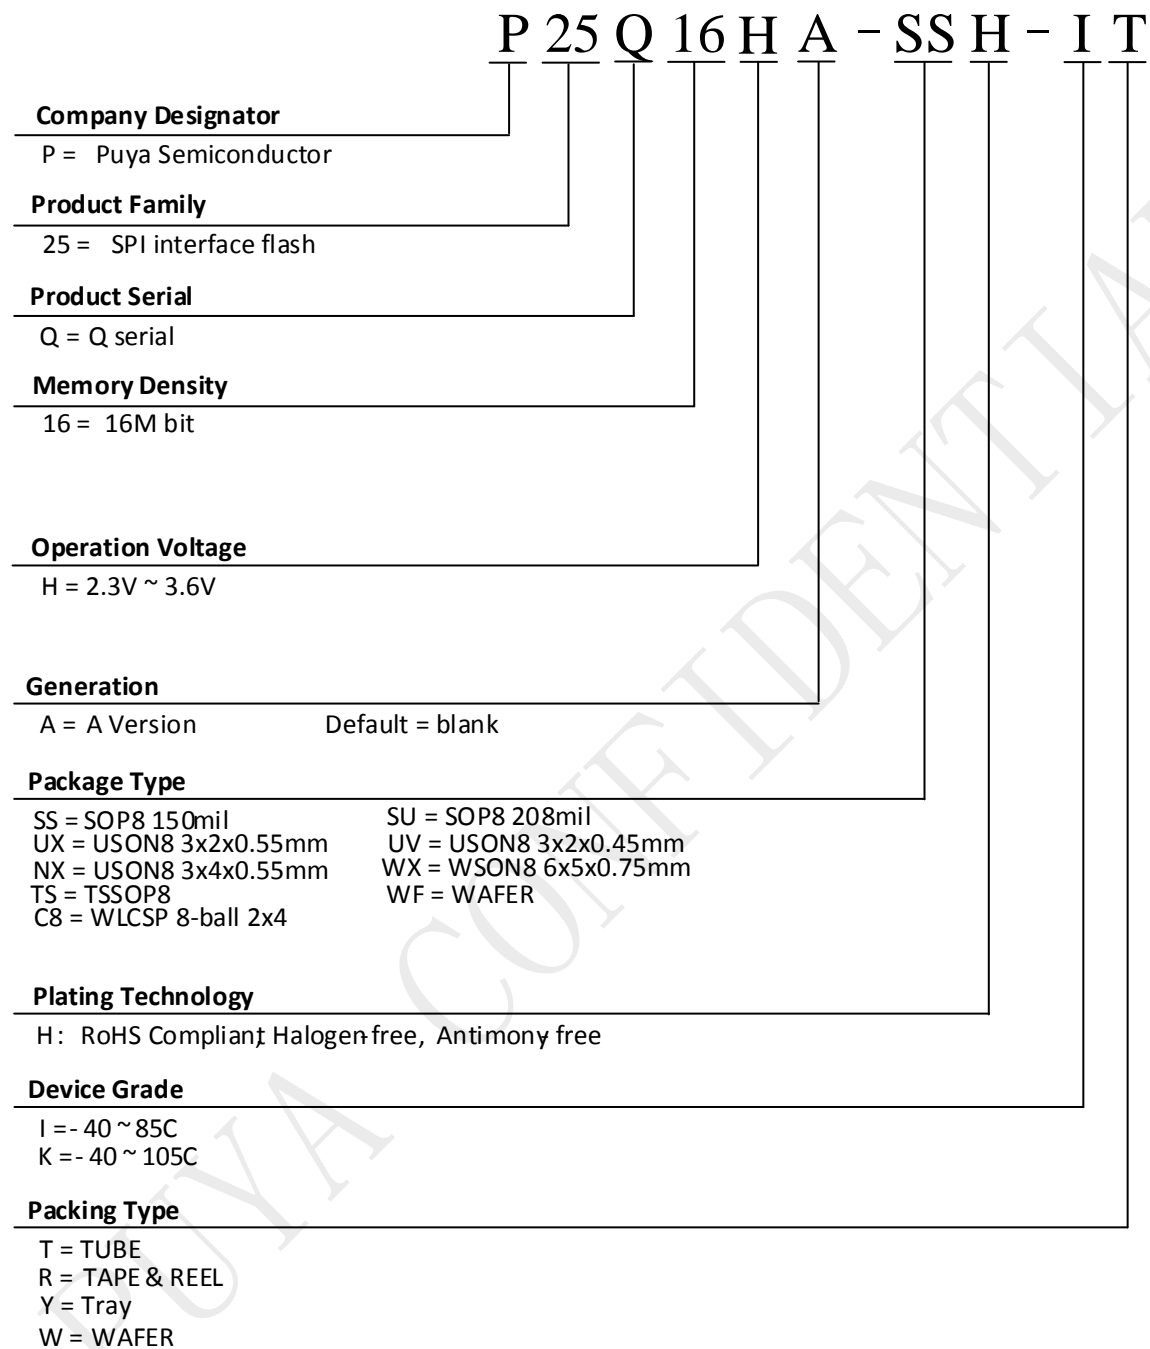 P 25 Q 16 H A - SS H - I T
Company Designator
P = Puya Semiconductor
Product Family
25 = SPI interface flash
Product Serial
Q = Q serial
Memory Density
16 = 16M bit
Operation Voltage
H = 2.3V ~ 3.6V
Generation
A = A Version Default = blank
Package Type
SS = SOP8 150mil SU = SOP8 208mil
UX = USON8 3x2x0.55mm UV = USON8 3x2x0.45mm
NX = USON8 3x4x0.55mm WX = WSON8 6x5x0.75mm
TS = TSSOP8 WF = WAFER
C8 = WLCSP 8-ball 2x4
Plating Technology
H: RoHS Compliant, Halogen-free, Antimony-free
Device Grade
I = - 40 ~ 85C
K = - 40 ~ 105C
Packing Type
T = TUBE
R = TAPE & REEL
Y = Tray
W = WAFER
PUYA CONFIDENTIA